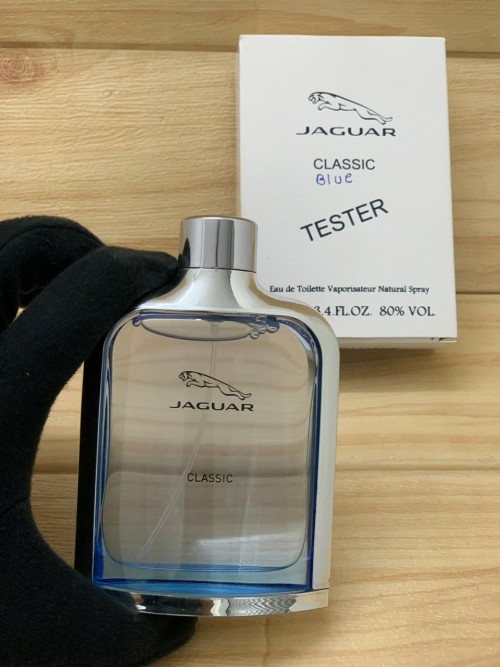 JAGUAR
CLASSIC
Blue
TESTER
Eau de Toilette Vaporisateur Natural Spray
3.4.FL.OZ. 80% VOL.
JAGUAR
CLASSIC